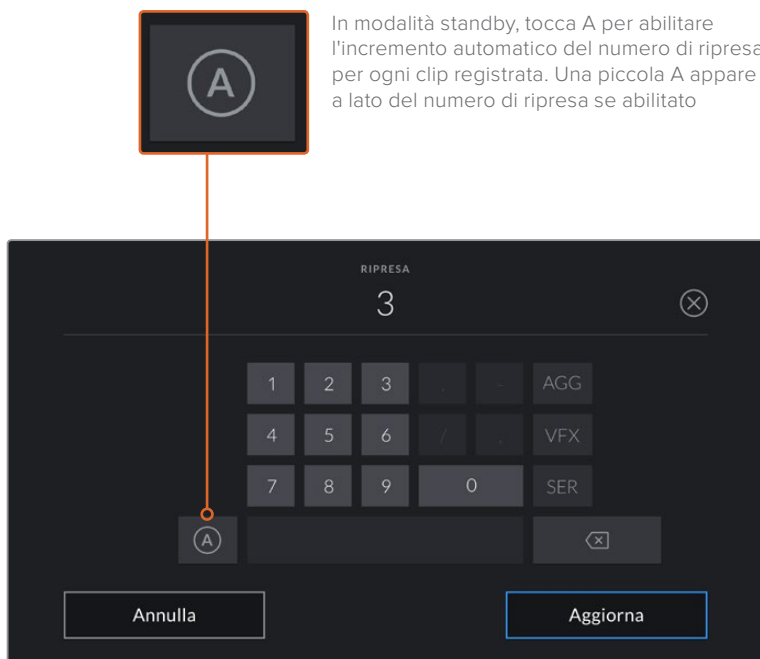 A
In modalità standby, tocca A per abilitare
l'incremento automatico del numero di ripresa
per ogni clip registrata. Una piccola A appare
a lato del numero di ripresa se abilitato
RIPRESA
3
1 2 3 . - AGG
4 5 6 / , VFX
7 8 9 0 SER
A
Annulla Aggiorna